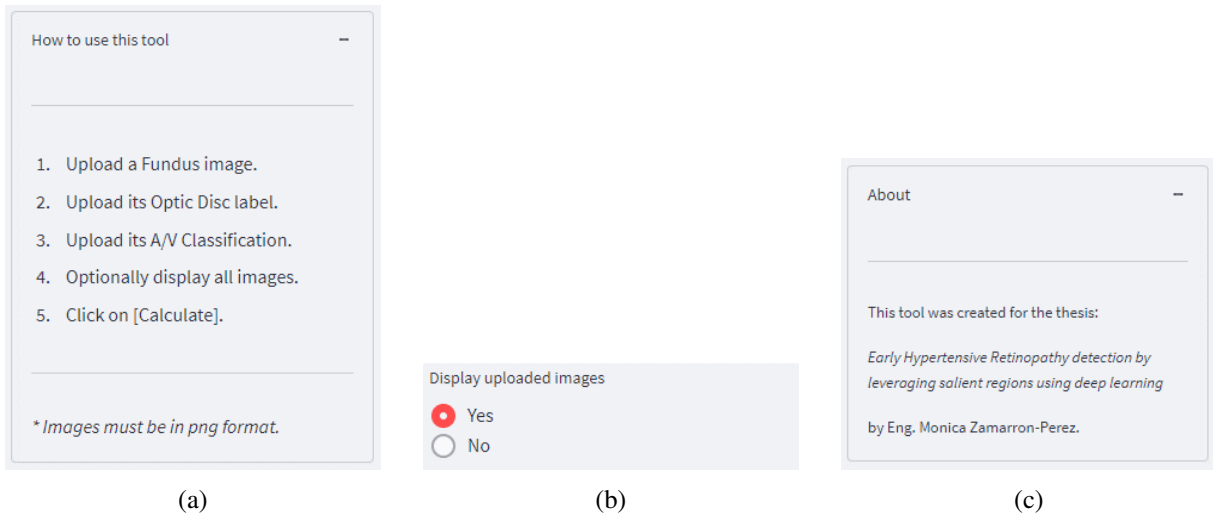 How to use this tool
1. Upload a Fundus image.
2. Upload its Optic Disc label.
3. Upload its A/V Classification.
4. Optionally display all images.
5. Click on [Calculate].
* Images must be in png format.
(a)
Display uploaded images
Yes
No
(b)
About
This tool was created for the thesis:
Early Hypertensive Retinopathy detection by
leveraging salient regions using deep learning
by Eng. Monica Zamarron-Perez.
(c)